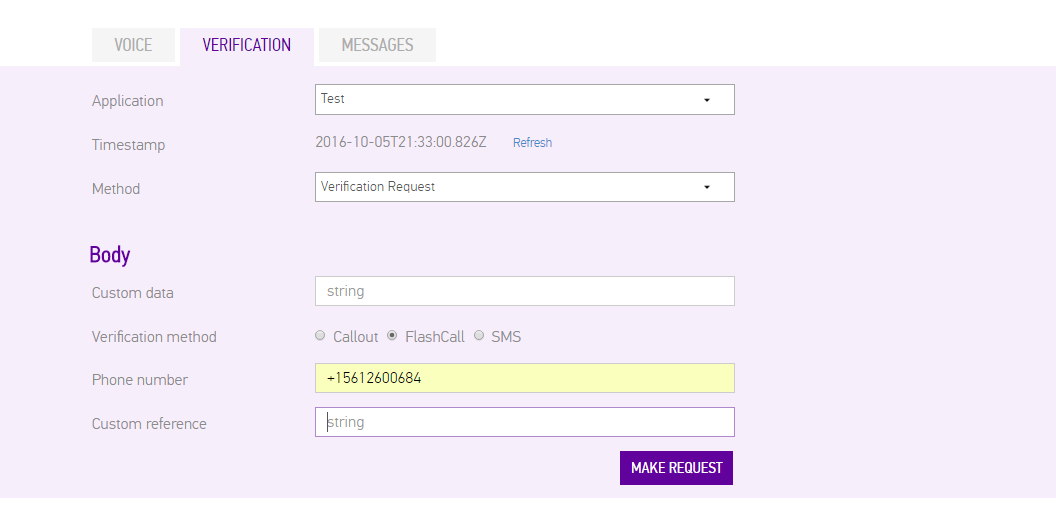 VOICE VERIFICATION MESSAGES
Application Test
Timestamp 2016-10-05T21:33:00.826Z Refresh
Method Verification Request
Body
Custom data string
Verification method Callout FlashCall SMS
Phone number +15612600684
Custom reference string
MAKE REQUEST